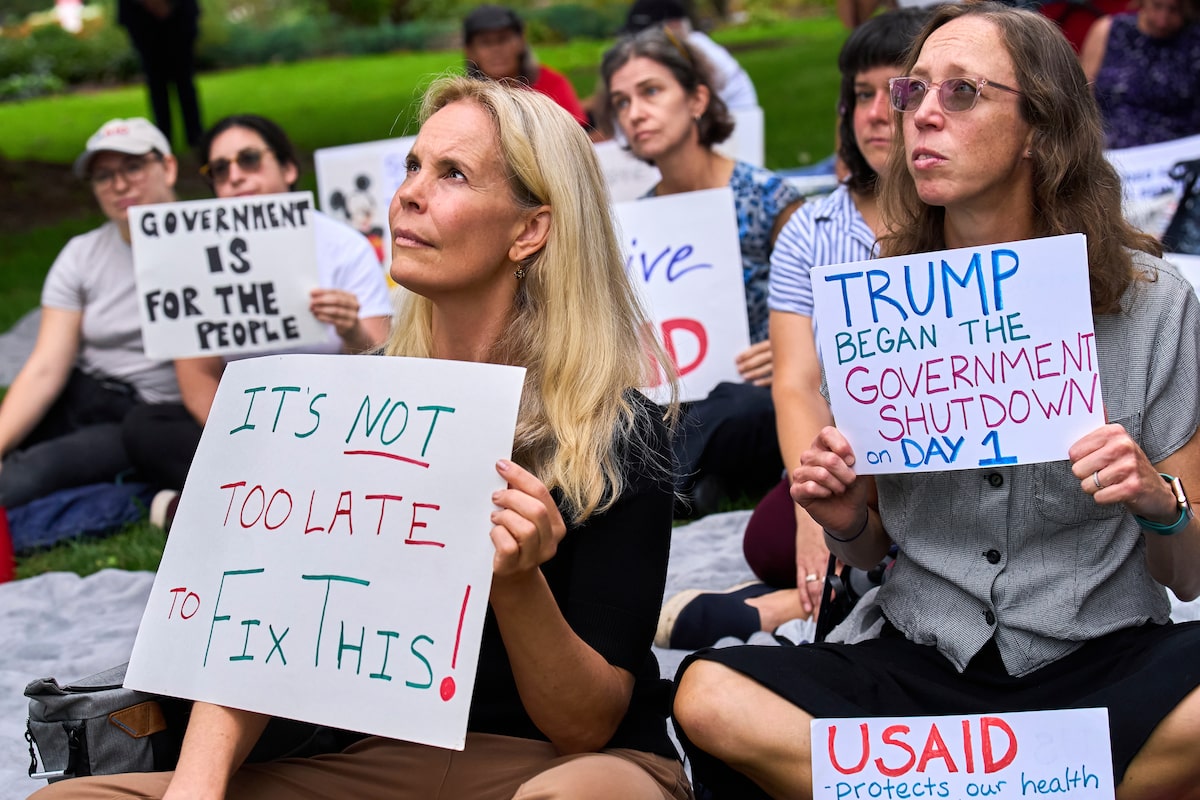 GOVERNMENT
IS
FOR THE
PEOPLE
IT'S NOT
TOO LATE
TO FIX THIS!
TRUMP
BEGAN THE
GOVERNMENT
SHUTDOWN
on DAY 1
USAID
-protects our health